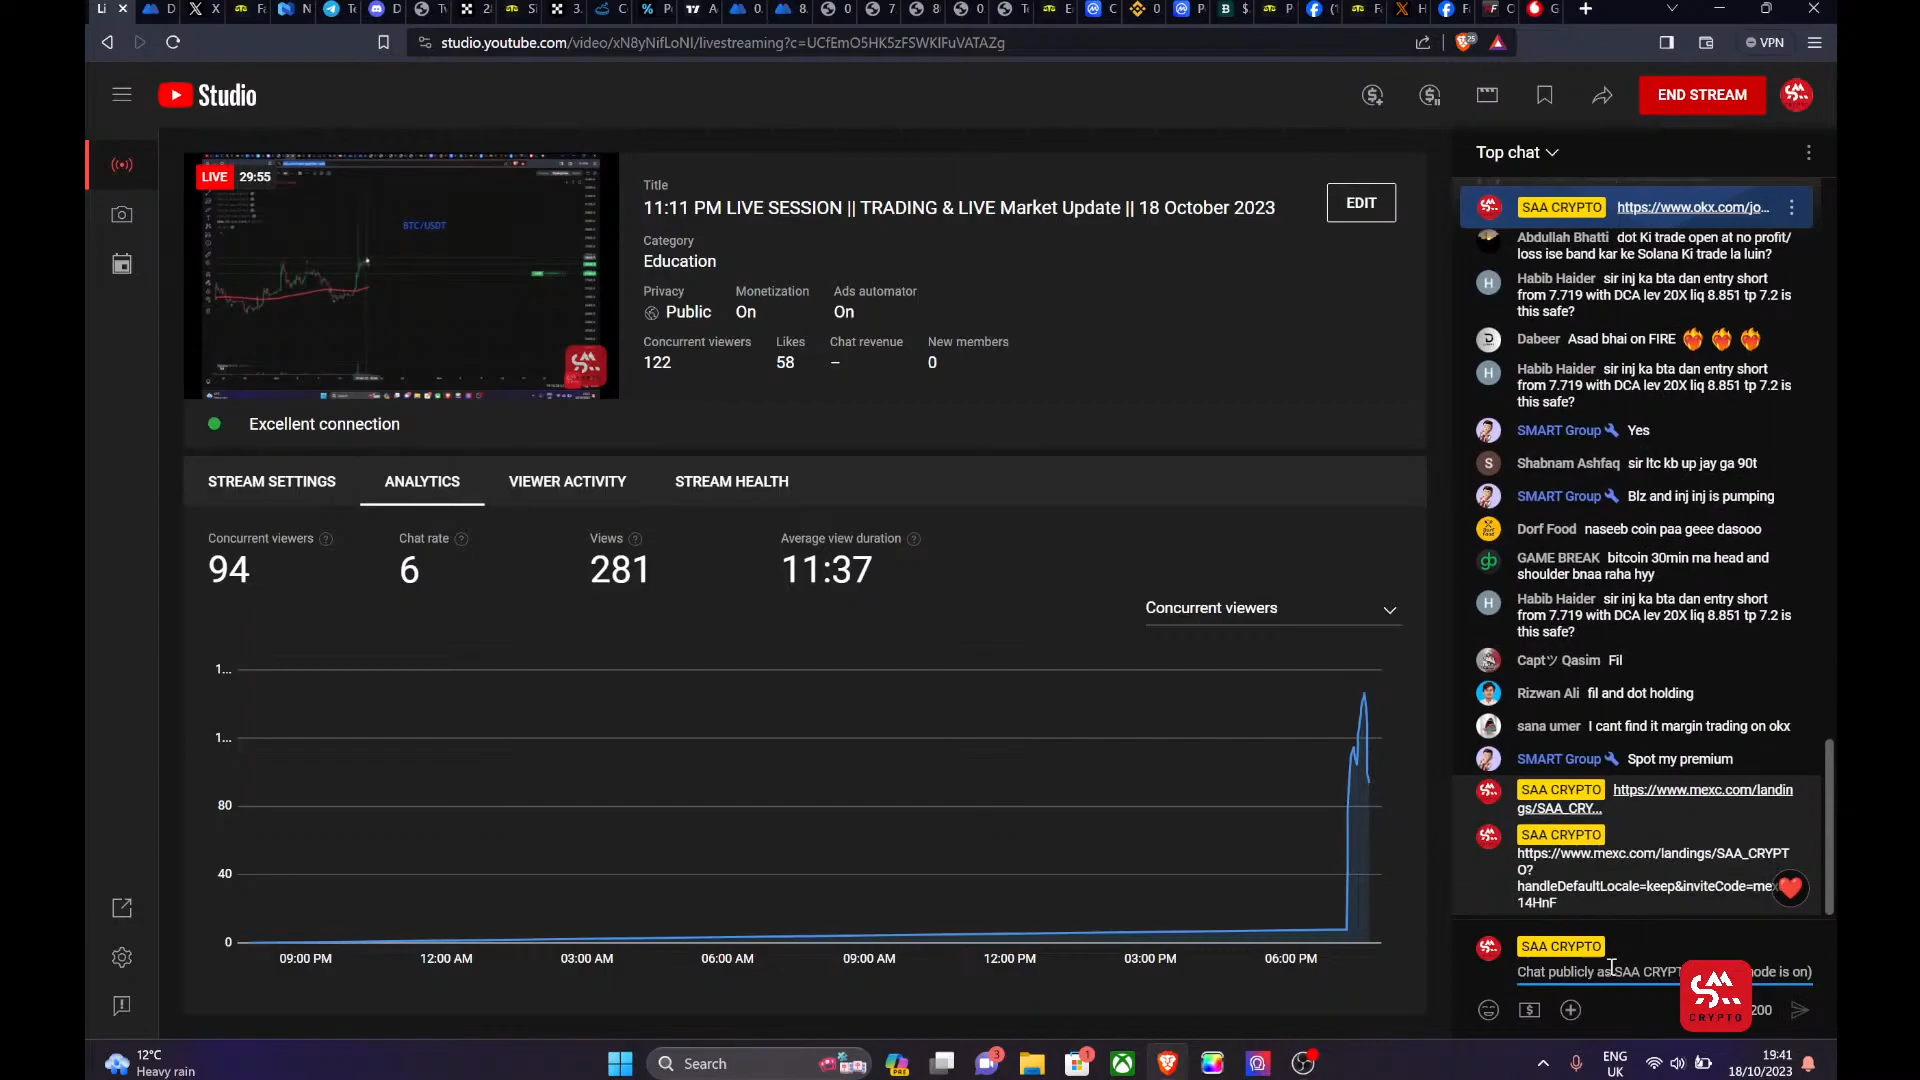 studio.youtube.com/video/xN8yNifLoNI/livestreaming?c=UCfEmO5HK5zFSWKIFuVATAZg
VPN
Studio
END STREAM
LIVE 29:55
BTC/USDT
Title
11:11 PM LIVE SESSION || TRADING & LIVE Market Update || 18 October 2023
EDIT
Category
Education
Privacy Monetization Ads automator
Public On On
Concurrent viewers Likes Chat revenue New members
122 58 – 0
Excellent connection
STREAM SETTINGS ANALYTICS VIEWER ACTIVITY STREAM HEALTH
Concurrent viewers Chat rate Views Average view duration
94 6 281 11:37
Concurrent viewers
1...
1...
80
40
0
09:00 PM 12:00 AM 03:00 AM 06:00 AM 09:00 AM 12:00 PM 03:00 PM 06:00 PM
Top chat
SAA CRYPTO https://www.okx.com/jo...
Abdullah Bhatti dot Ki trade open at no profit/
loss ise band kar ke Solana Ki trade la luin?
Habib Haider sir inj ka bta dan entry short
from 7.719 with DCA lev 20X liq 8.851 tp 7.2 is
this safe?
Dabeer Asad bhai on FIRE
Habib Haider sir inj ka bta dan entry short
from 7.719 with DCA lev 20X liq 8.851 tp 7.2 is
this safe?
SMART Group Yes
Shabnam Ashfaq sir ltc kb up jay ga 90t
SMART Group Blz and inj inj is pumping
Dorf Food naseeb coin paa geee dasooo
GAME BREAK bitcoin 30min ma head and
shoulder bnaa raha hyy
Habib Haider sir inj ka bta dan entry short
from 7.719 with DCA lev 20X liq 8.851 tp 7.2 is
this safe?
Captツ Qasim Fil
Rizwan Ali fil and dot holding
sana umer I cant find it margin trading on okx
SMART Group Spot my premium
SAA CRYPTO https://www.mexc.com/landin
gs/SAA_CRY...
SAA CRYPTO
https://www.mexc.com/landings/SAA_CRYPT
O?
handleDefaultLocale=keep&inviteCode=me
14HnF
SAA CRYPTO
Chat publicly as SAA CRYPT ode is on)
CRYPTO
200
12°C
Heavy rain
Search
ENG
UK
19:41
18/10/2023